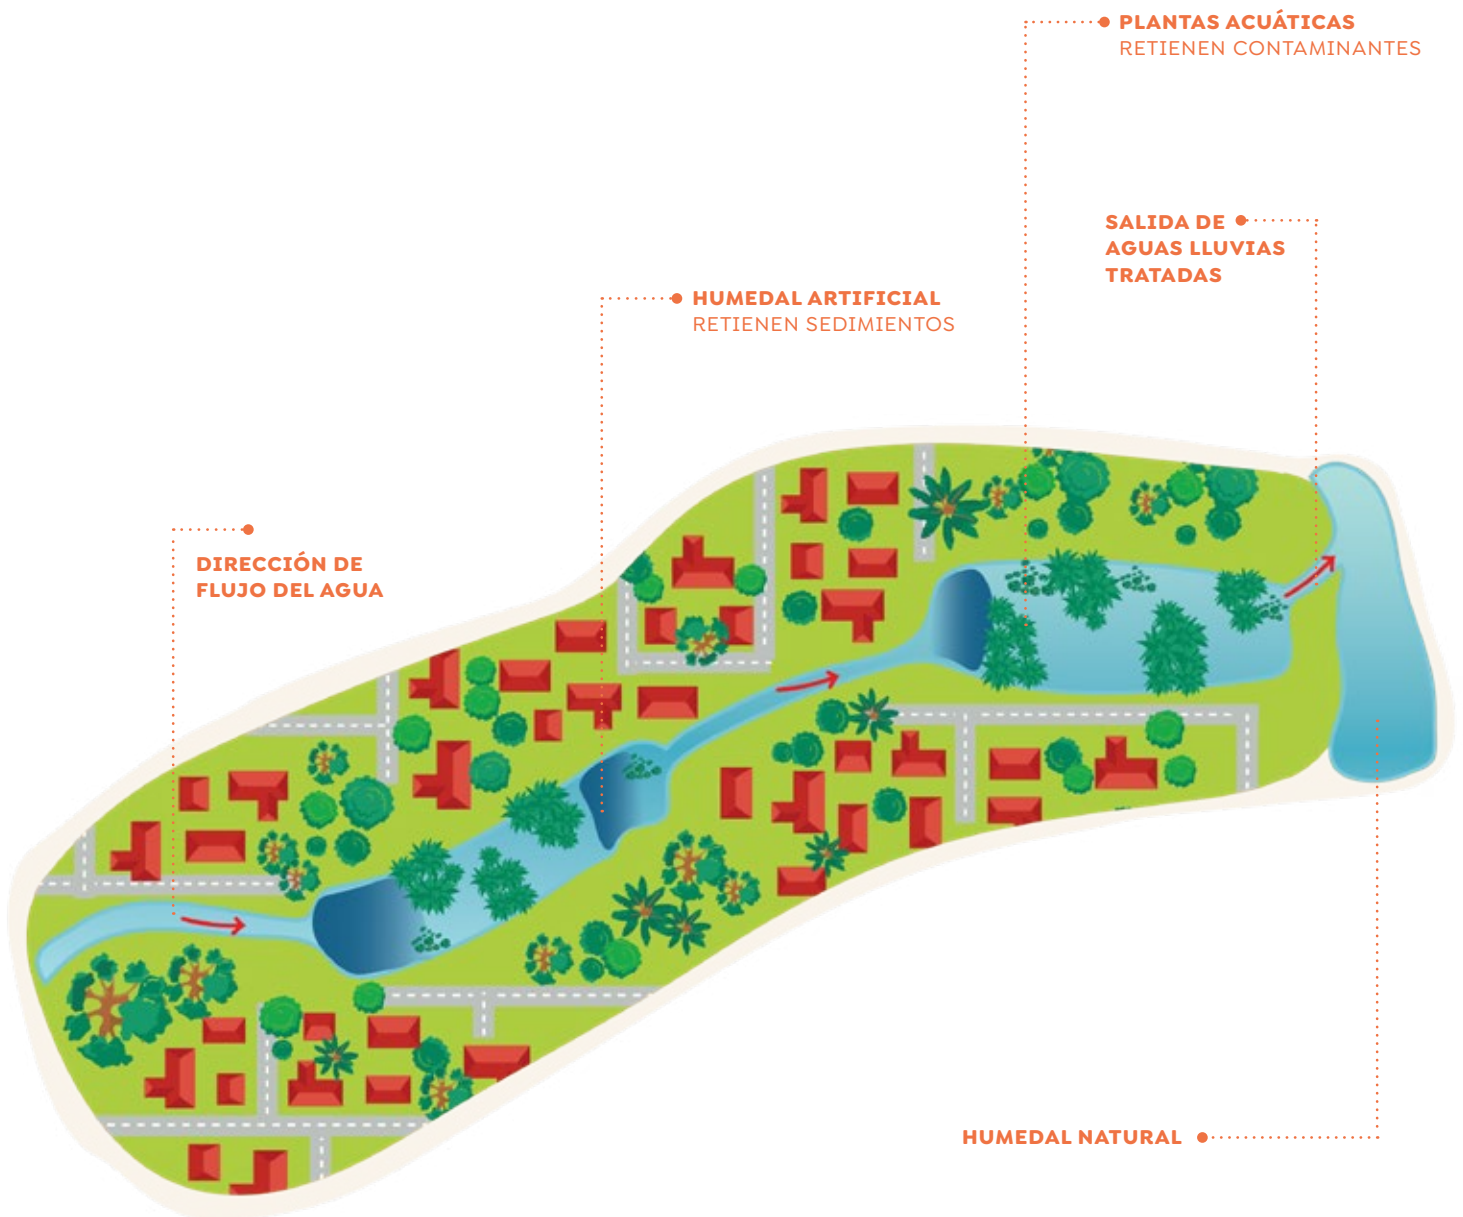 PLANTAS ACUÁTICAS
RETIENEN CONTAMINANTES
SALIDA DE
AGUAS LLUVIAS
TRATADAS
HUMEDAL ARTIFICIAL
RETIENEN SEDIMIENTOS
DIRECCIÓN DE
FLUJO DEL AGUA
HUMEDAL NATURAL